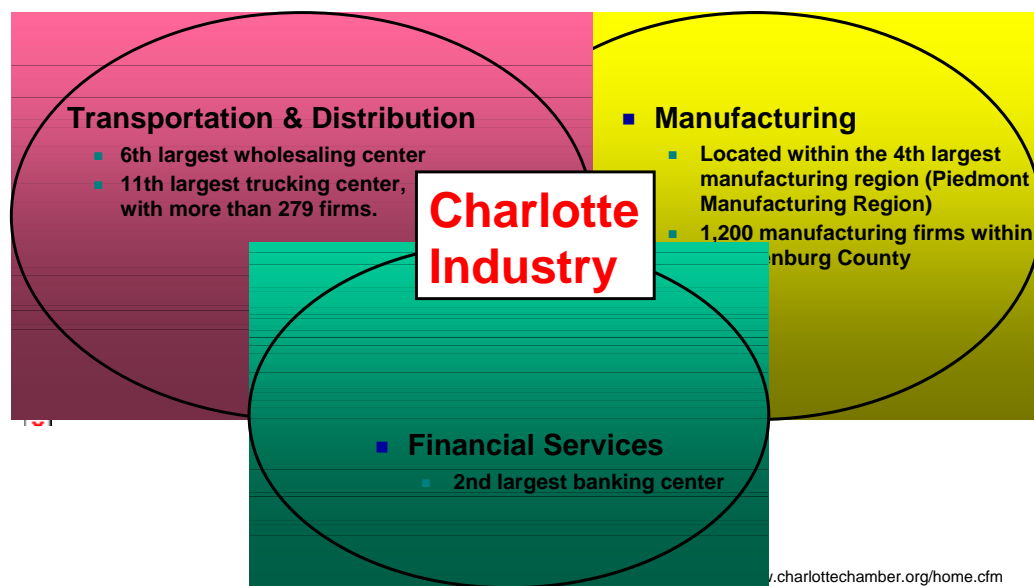 Transportation & Distribution
6th largest wholesaling center
11th largest trucking center,
with more than 279 firms.
Manufacturing
Located within the 4th largest
manufacturing region (Piedmont
Manufacturing Region)
1,200 manufacturing firms within
enburg County
Charlotte
Industry
Financial Services
2nd largest banking center
.charlottechamber.org/home.cfm